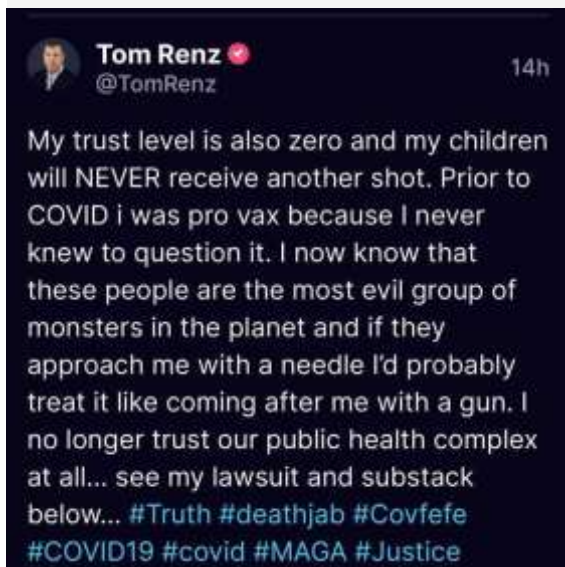 Tom Renz
@TomRenz
14h
My trust level is also zero and my children
will NEVER receive another shot. Prior to
COVID i was pro vax because I never
knew to question it. I now know that
these people are the most evil group of
monsters in the planet and if they
approach me with a needle I'd probably
treat it like coming after me with a gun. I
no longer trust our public health complex
at all... see my lawsuit and substack
below... #Truth #deathjab #Covfefe
#COVID19 #covid #MAGA #Justice